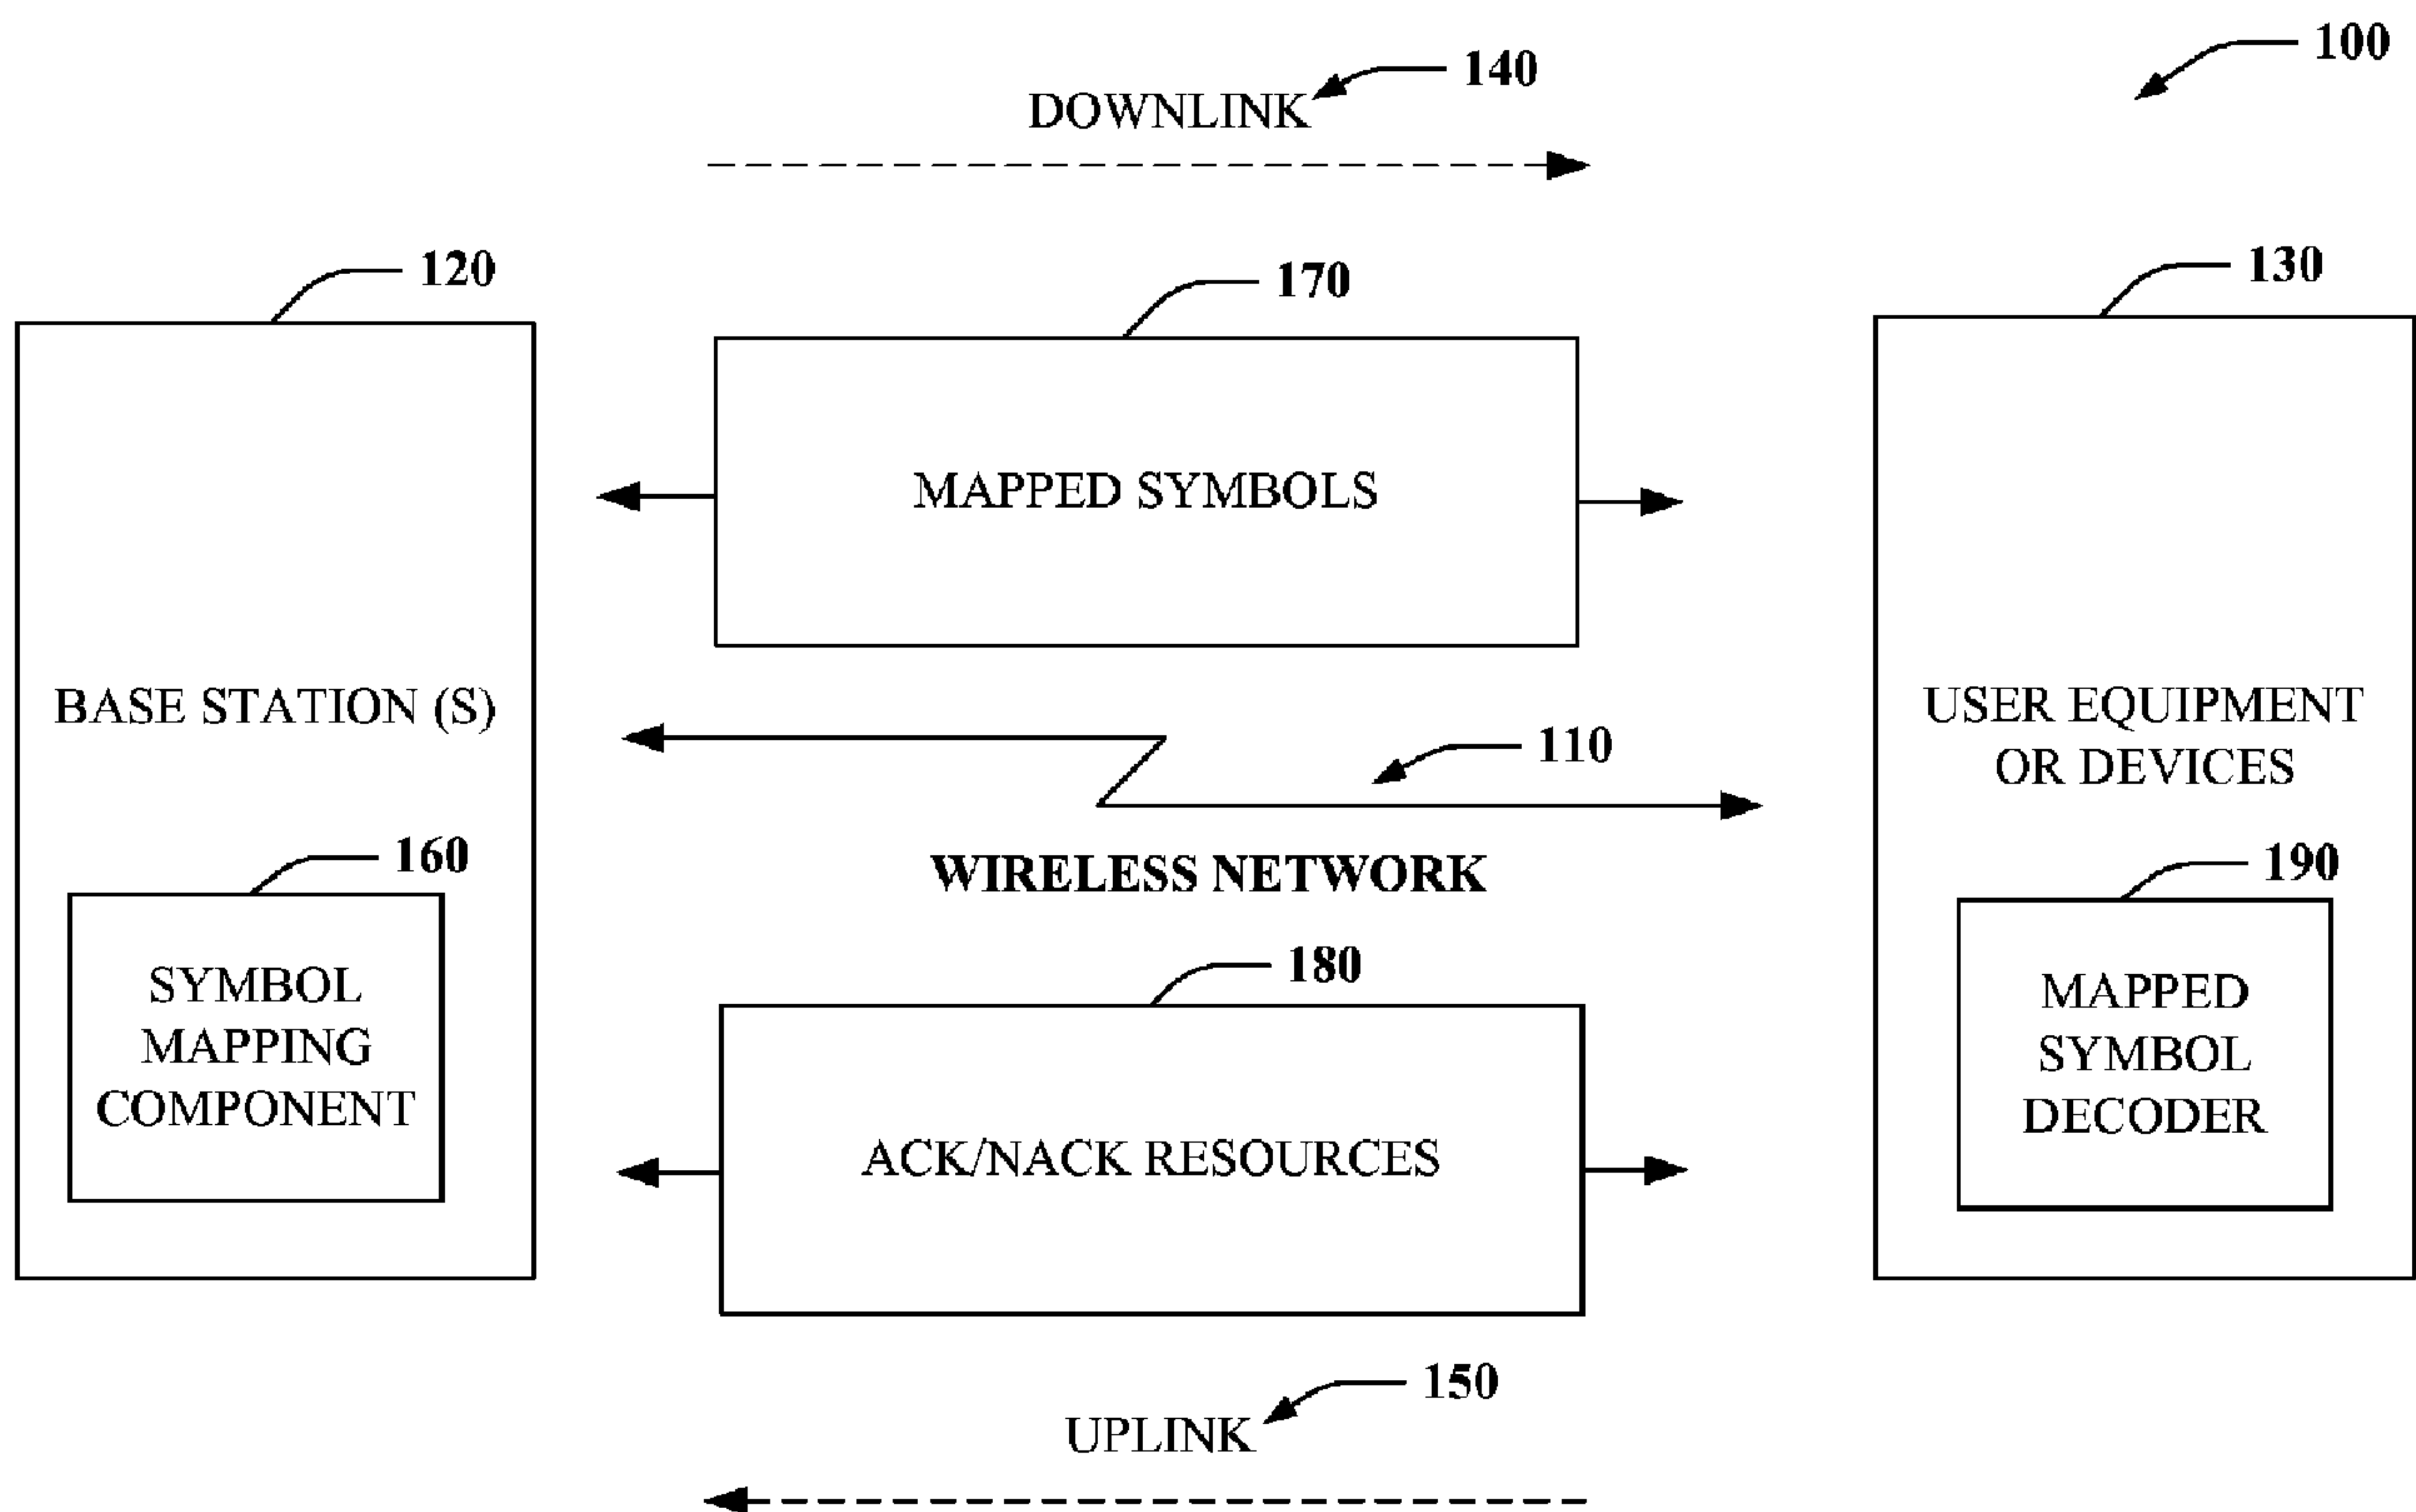 100
140
DOWNLINK
120
170
130
MAPPED SYMBOLS
BASE STATION (S)
USER EQUIPMENT
OR DEVICES
110
WIRELESS NETWORK
160
190
SYMBOL
MAPPING
COMPONENT
180
MAPPED
SYMBOL
DECODER
ACK/NACK RESOURCES
150
UPLINK